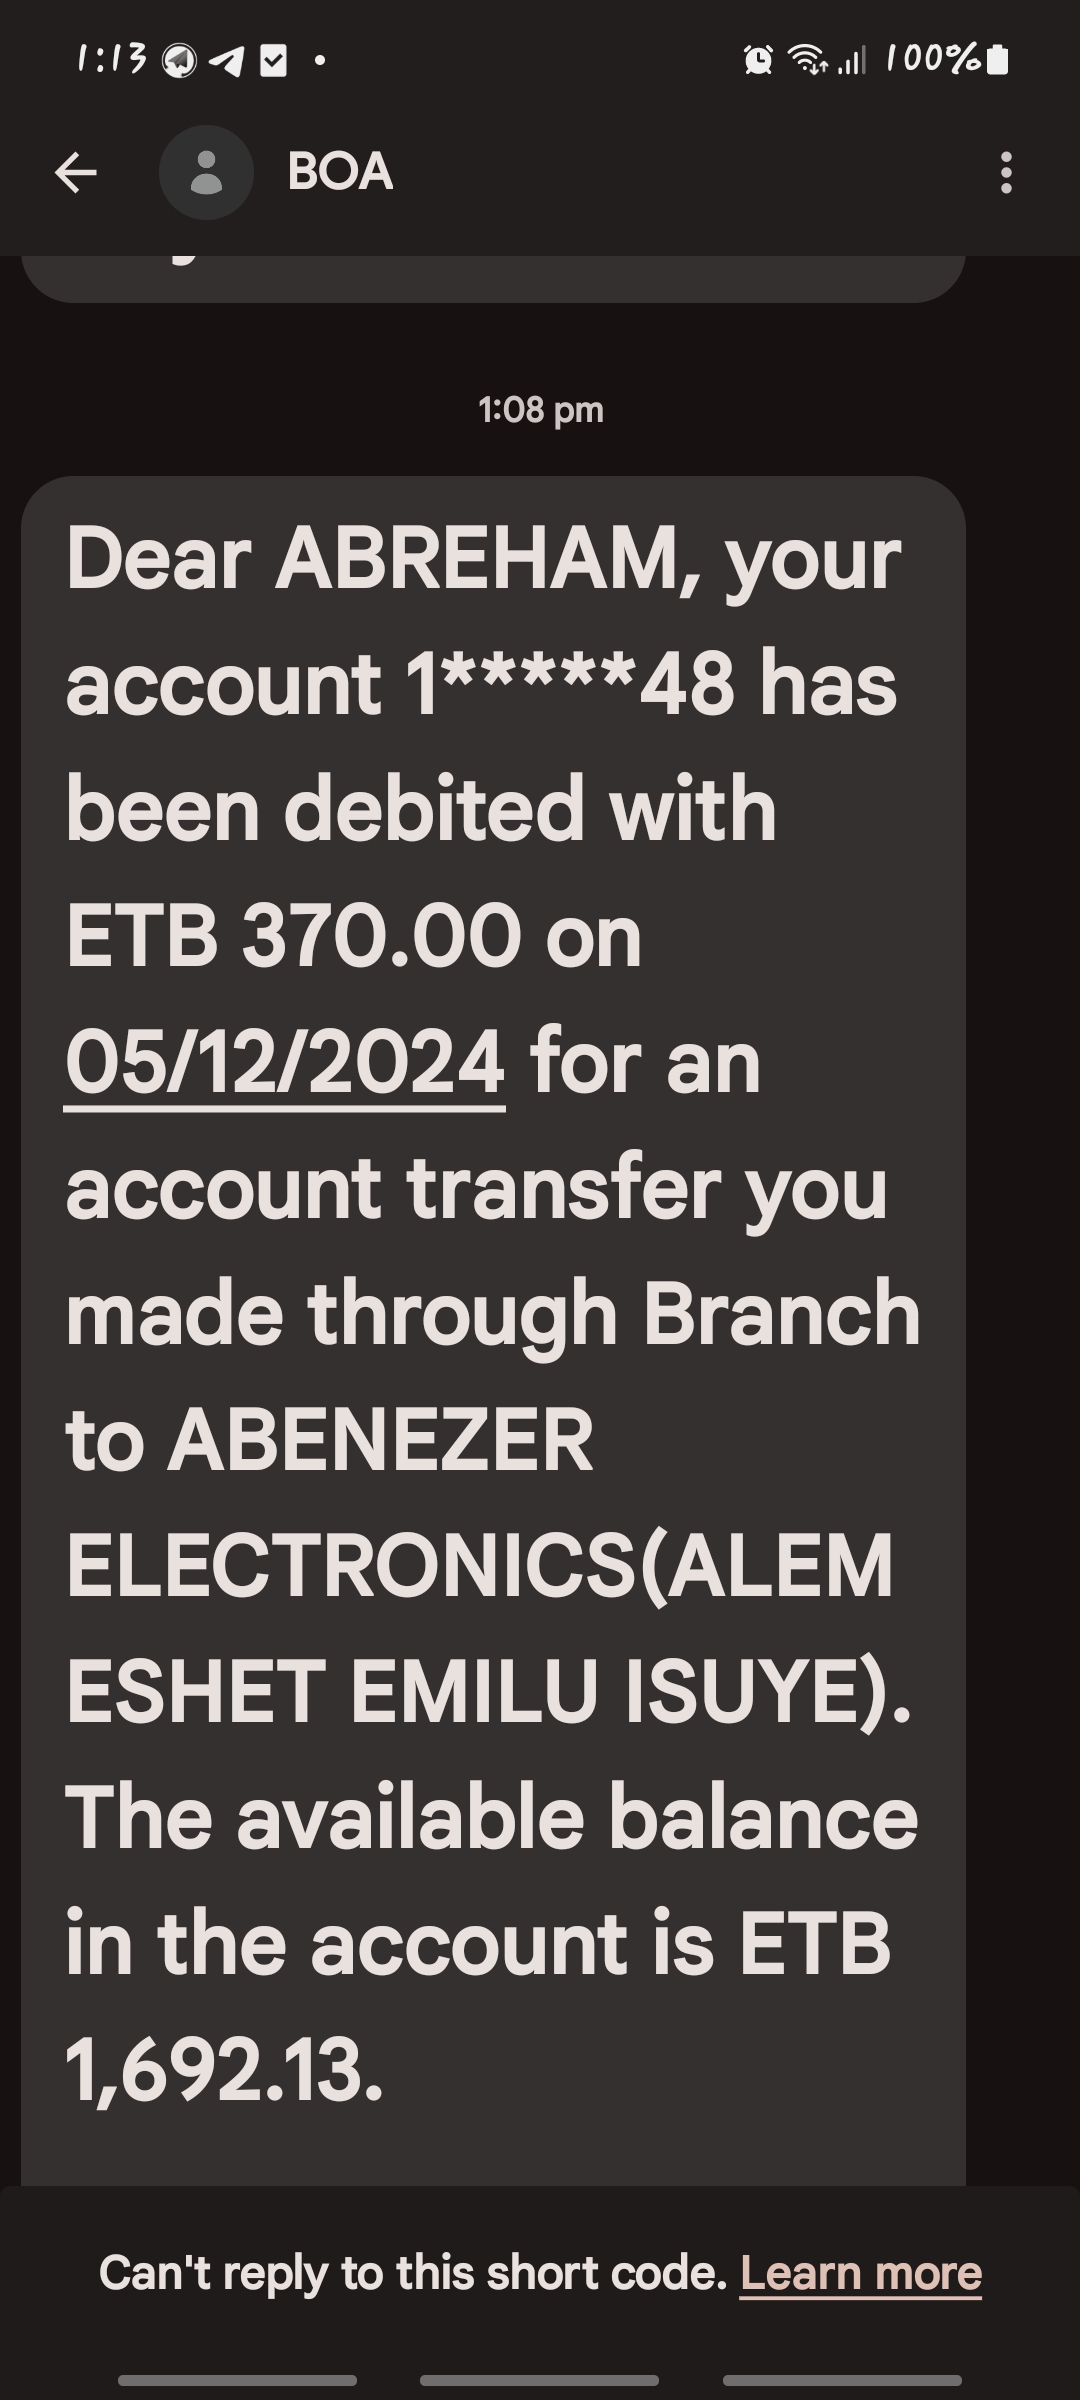 1:13
100%
BOA
1:08 pm
Dear ABREHAM, your
account 1*****48 has
been debited with
ETB 370.00 on
05/12/2024 for an
account transfer you
made through Branch
to ABENEZER
ELECTRONICS(ALEM
ESHET EMILU ISUYE).
The available balance
in the account is ETB
1,692.13.
Can't reply to this short code. Learn more